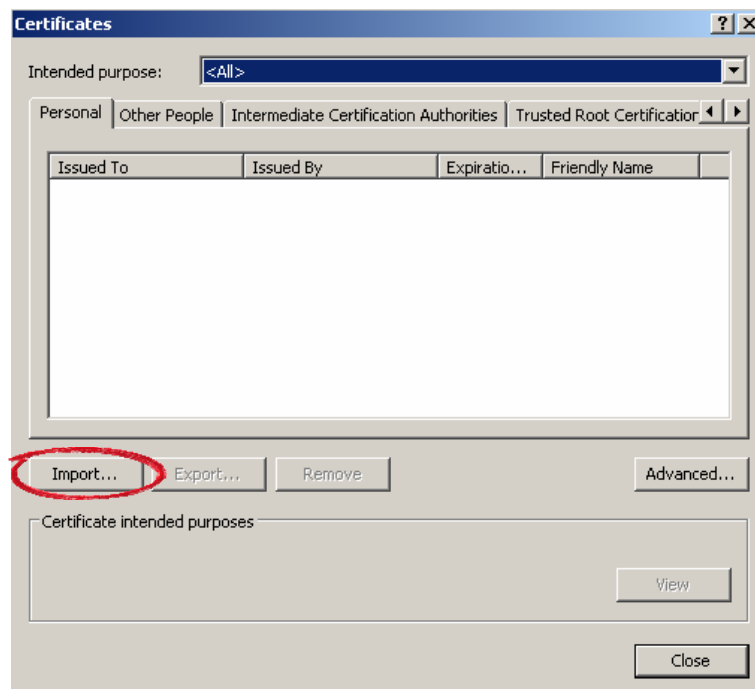 Certificates
Intended purpose: <All>
Personal Other People Intermediate Certification Authorities Trusted Root Certification
Issued To Issued By Expiratio... Friendly Name
Import... Export... Remove Advanced...
Certificate intended purposes
View
Close